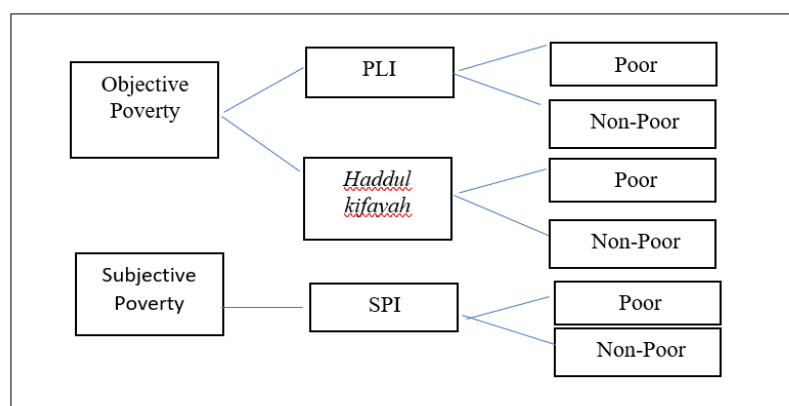 Objective
Poverty
PLI
Poor
Non-Poor
Haddul
kifayah
Poor
Non-Poor
Subjective
Poverty
SPI
Poor
Non-Poor